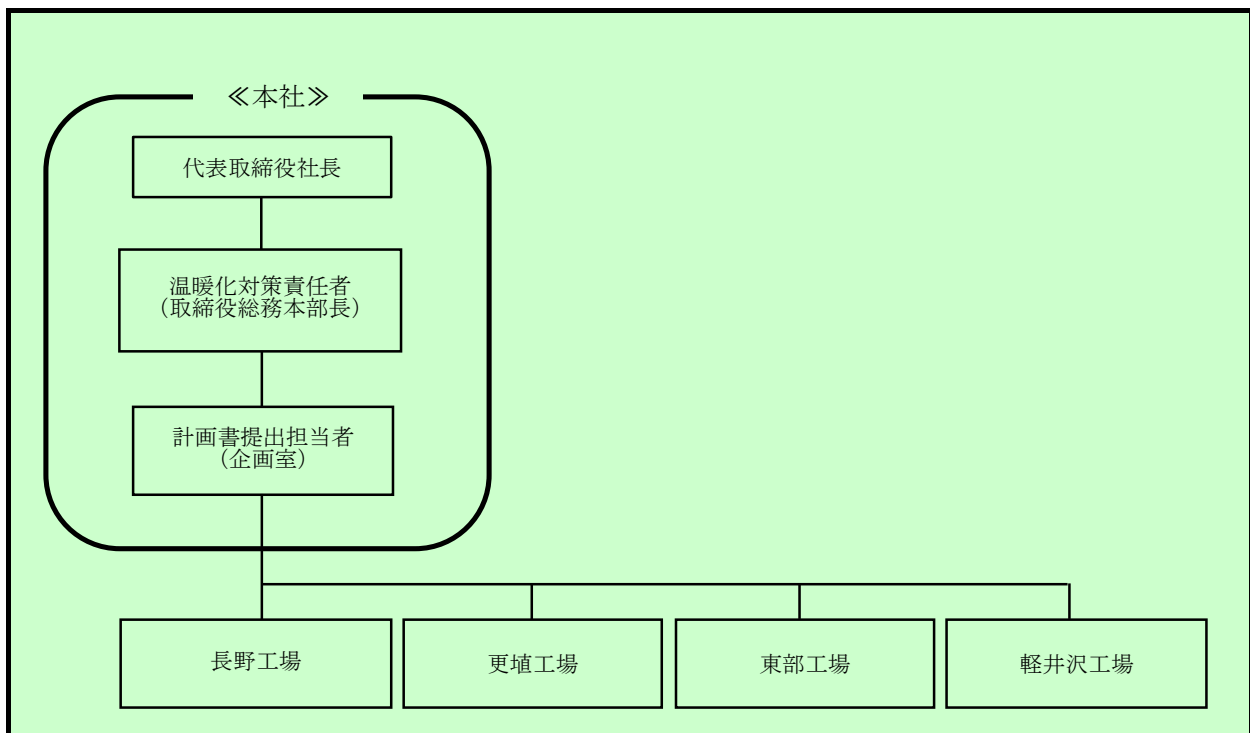 ≪本社≫
代表取締役社長
温暖化対策責任者
（取締役総務本部長）
計画書提出担当者
（企画室）
長野工場
更埴工場
東部工場
軽井沢工場